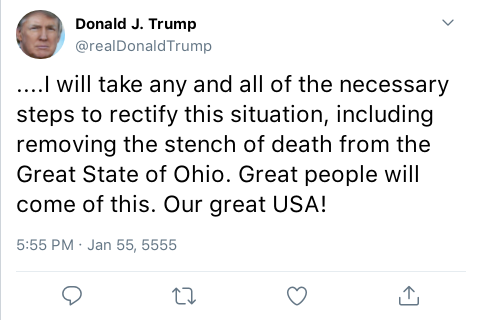 Donald J. Trump
@realDonaldTrump
....I will take any and all of the necessary
steps to rectify this situation, including
removing the stench of death from the
Great State of Ohio. Great people will
come of this. Our great USA!
5:55 PM · Jan 55, 5555